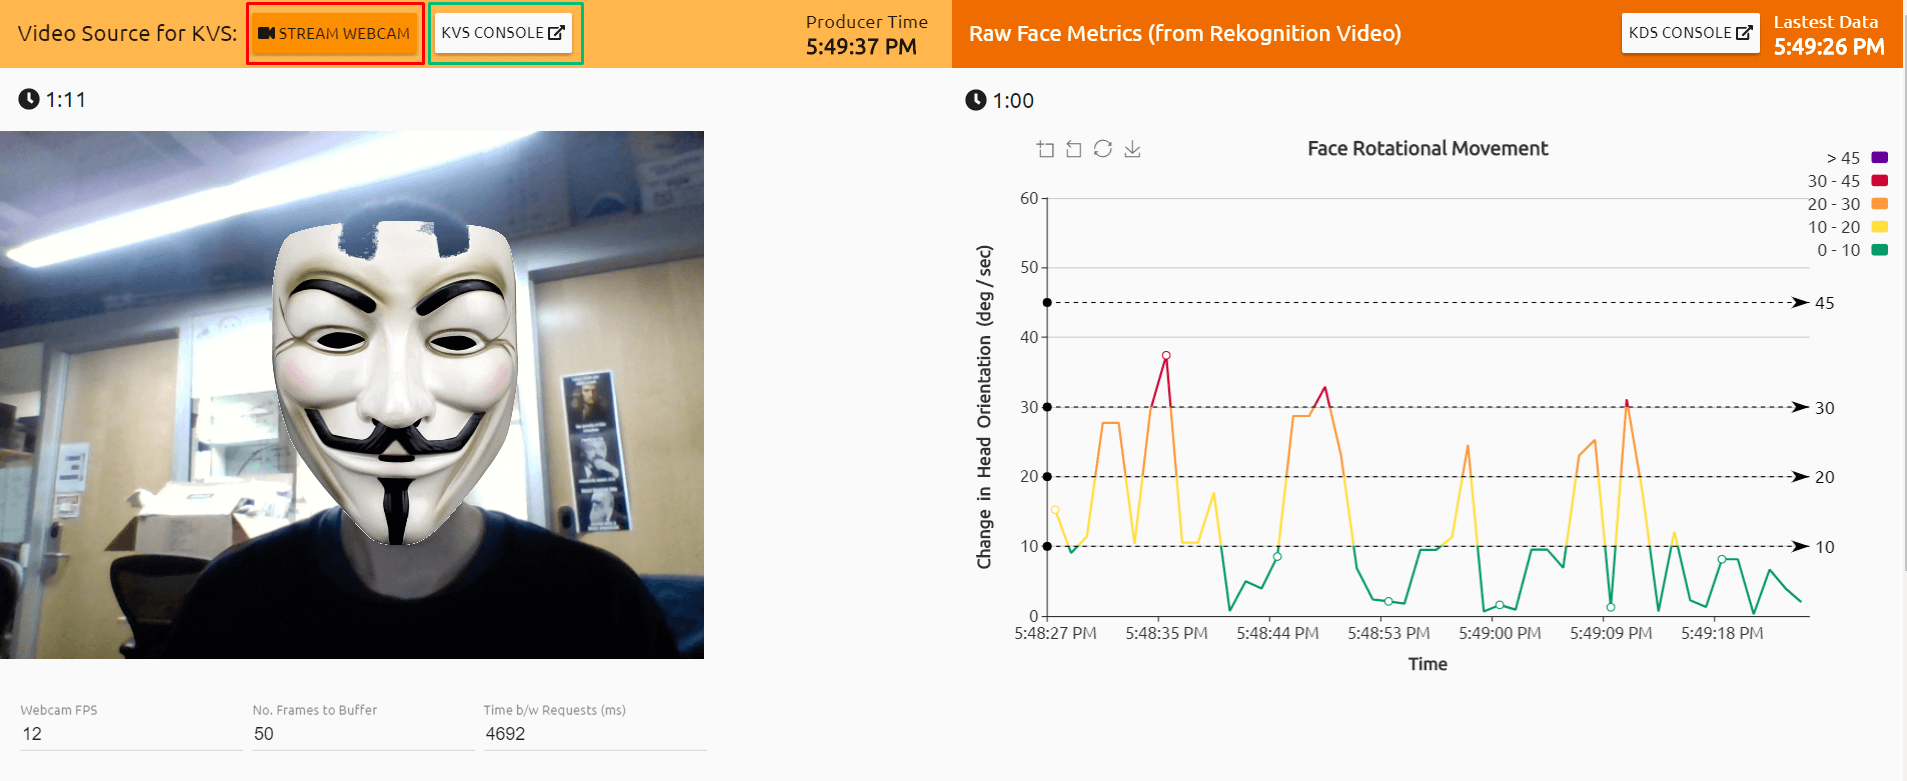 Video Source for KVS:
STREAM WEBCAM
KVS CONSOLE
Producer Time
5:49:37 PM
Raw Face Metrics (from Rekognition Video)
KDS CONSOLE
Lastest Data
5:49:26 PM
1:11
1:00
Face Rotational Movement
> 45
30 - 45
20 - 30
10 - 20
0 - 10
Change in Head Orientation (deg / sec)
60
50
40
30
20
10
0
45
30
20
10
5:48:27 PM 5:48:35 PM 5:48:44 PM 5:48:53 PM 5:49:00 PM 5:49:09 PM 5:49:18 PM
Time
Webcam FPS
12
No. Frames to Buffer
50
Time b/w Requests (ms)
4692